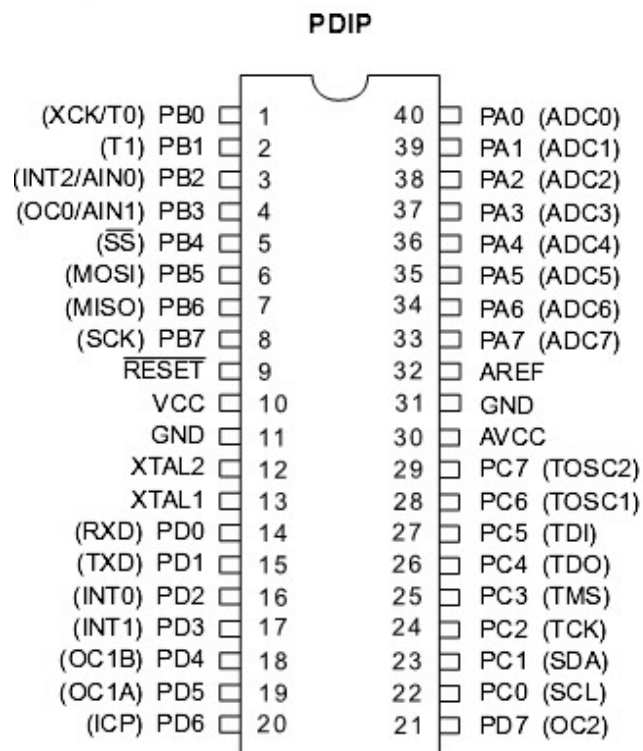 PDIP
(XCK/T0) PB0 1 40 PA0 (ADC0)
(T1) PB1 2 39 PA1 (ADC1)
(INT2/AIN0) PB2 3 38 PA2 (ADC2)
(OC0/AIN1) PB3 4 37 PA3 (ADC3)
(SS) PB4 5 36 PA4 (ADC4)
(MOSI) PB5 6 35 PA5 (ADC5)
(MISO) PB6 7 34 PA6 (ADC6)
(SCK) PB7 8 33 PA7 (ADC7)
RESET 9 32 AREF
VCC 10 31 GND
GND 11 30 AVCC
XTAL2 12 29 PC7 (TOSC2)
XTAL1 13 28 PC6 (TOSC1)
(RXD) PD0 14 27 PC5 (TDI)
(TXD) PD1 15 26 PC4 (TDO)
(INT0) PD2 16 25 PC3 (TMS)
(INT1) PD3 17 24 PC2 (TCK)
(OC1B) PD4 18 23 PC1 (SDA)
(OC1A) PD5 19 22 PC0 (SCL)
(ICP) PD6 20 21 PD7 (OC2)